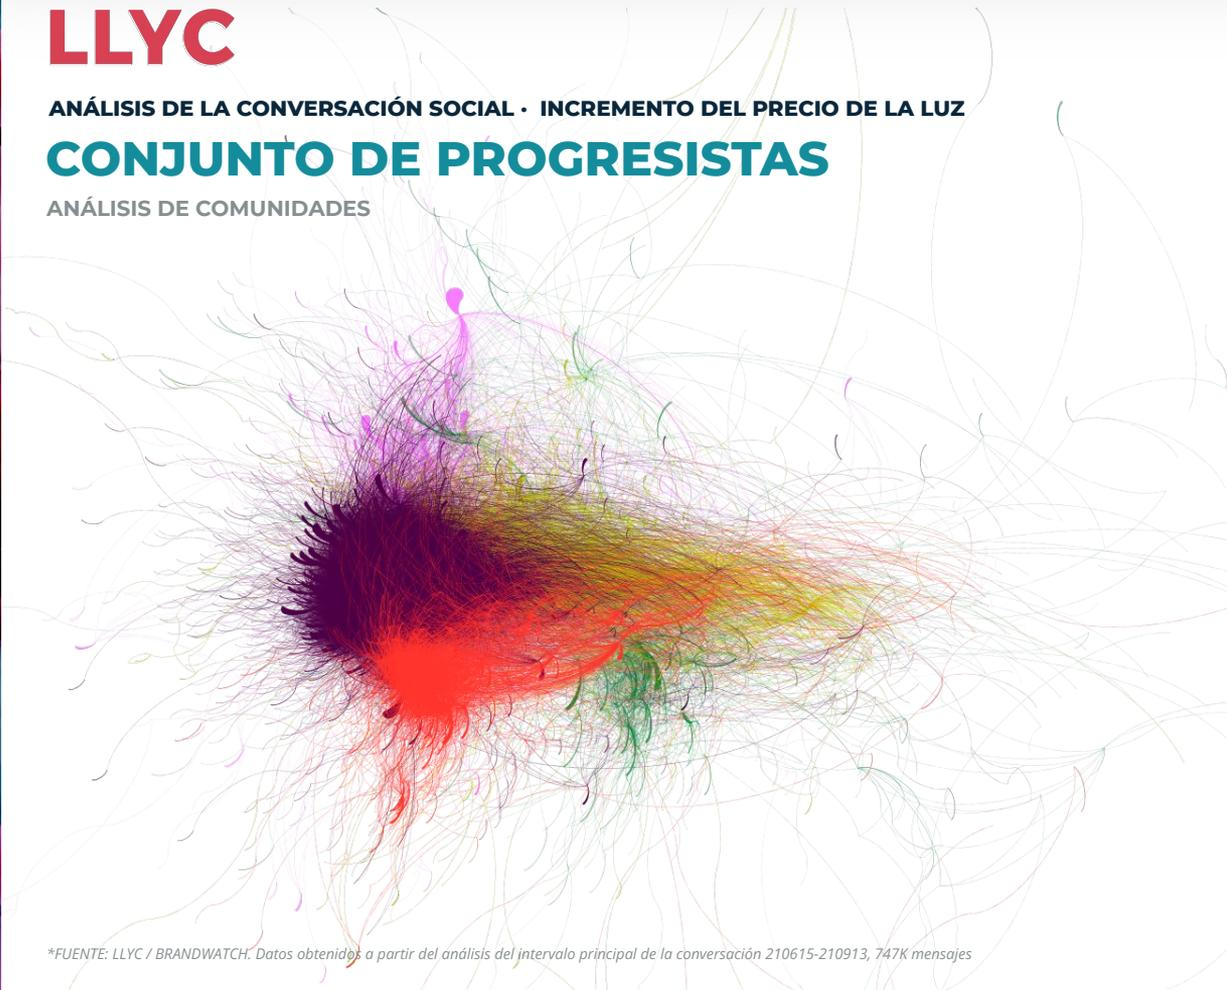 LLYC
ANÁLISIS DE LA CONVERSACIÓN SOCIAL · INCREMENTO DEL PRECIO DE LA LUZ
CONJUNTO DE PROGRESISTAS
ANÁLISIS DE COMUNIDADES
*FUENTE: LLYC / BRANDWATCH. Datos obtenidos a partir del análisis del intervalo principal de la conversación 210615-210913, 747K mensajes